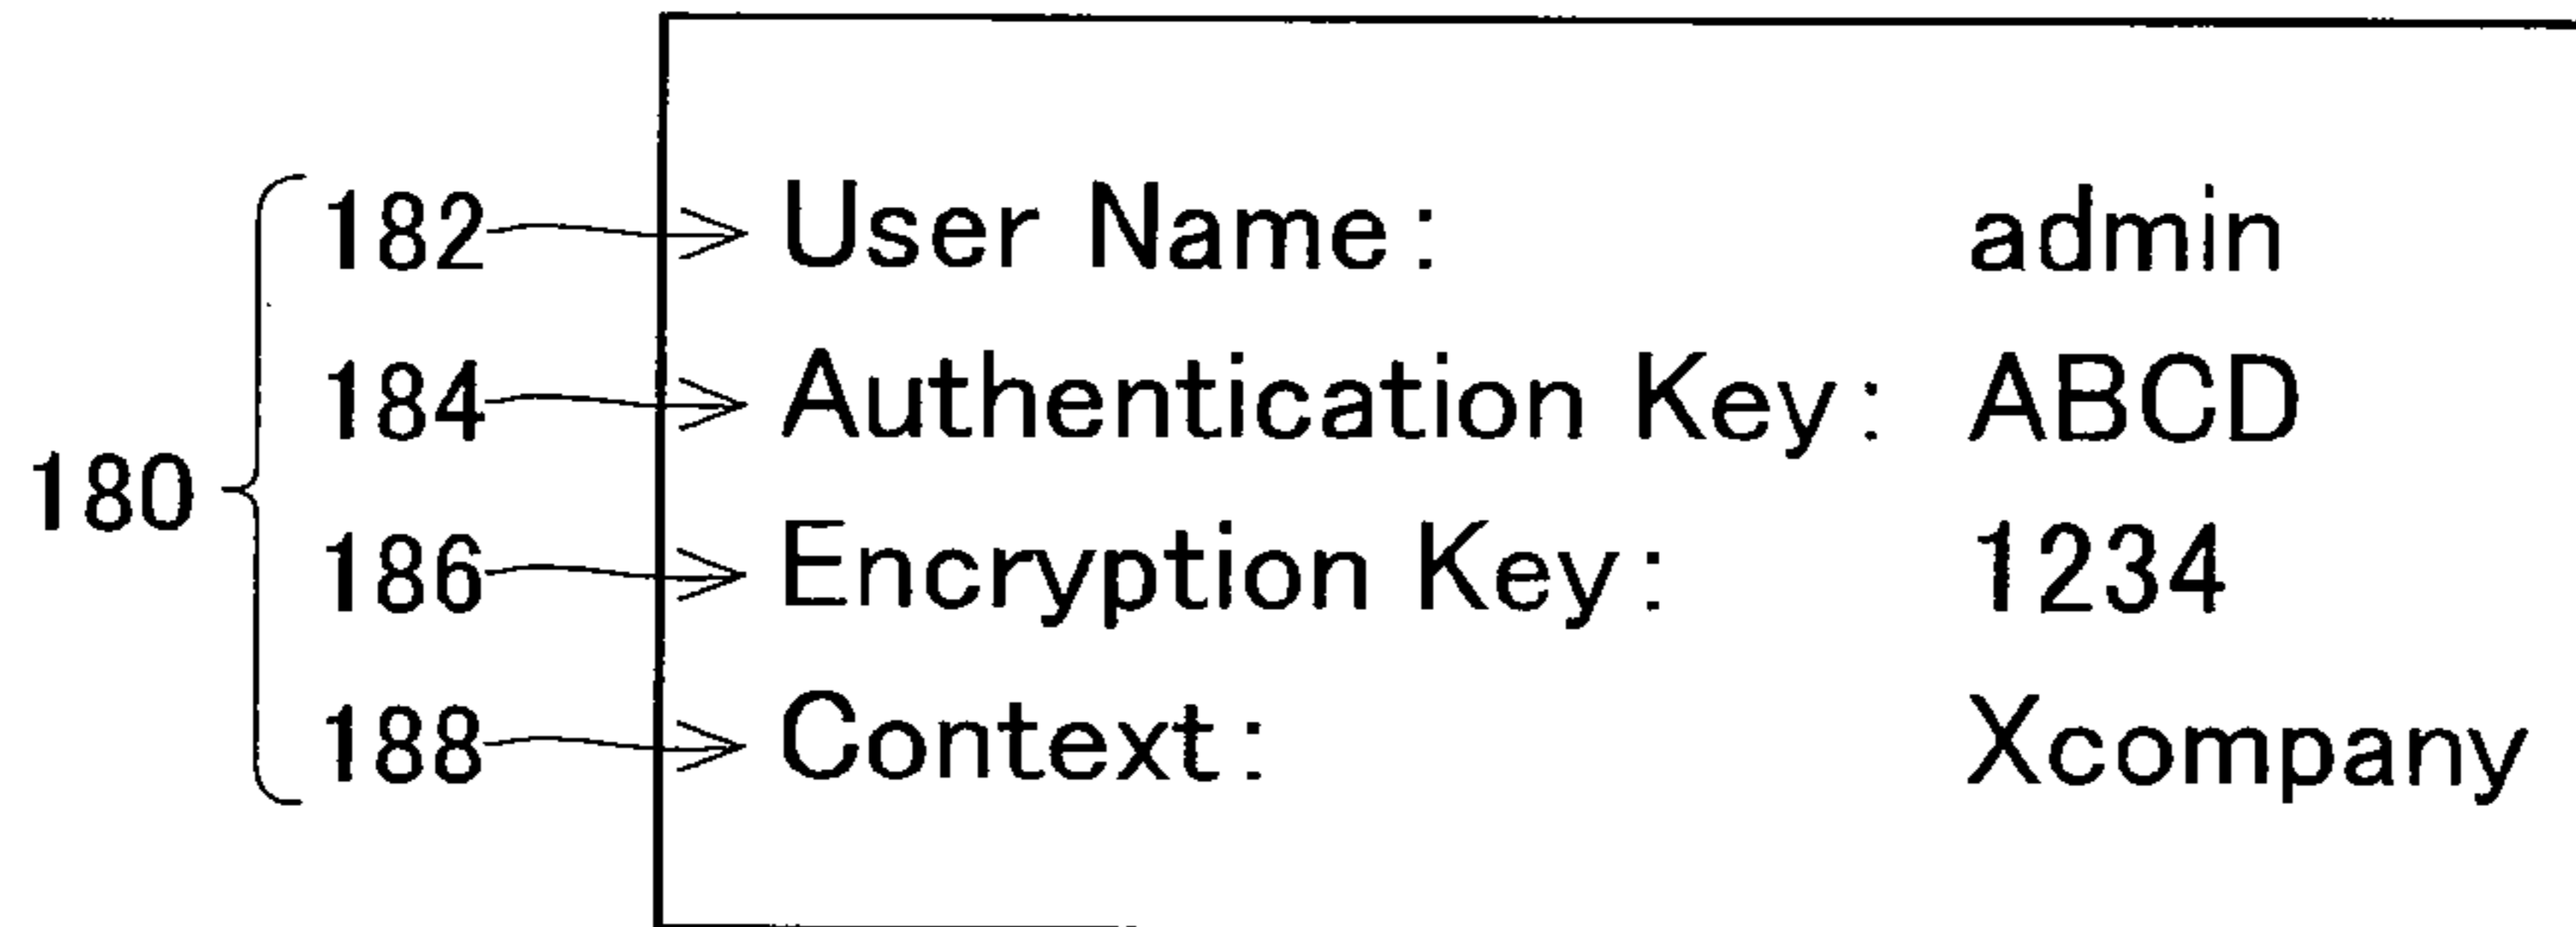 182 User Name: admin
184 Authentication Key: ABCD
180
186 Encryption Key: 1234
188 Context: Xcompany